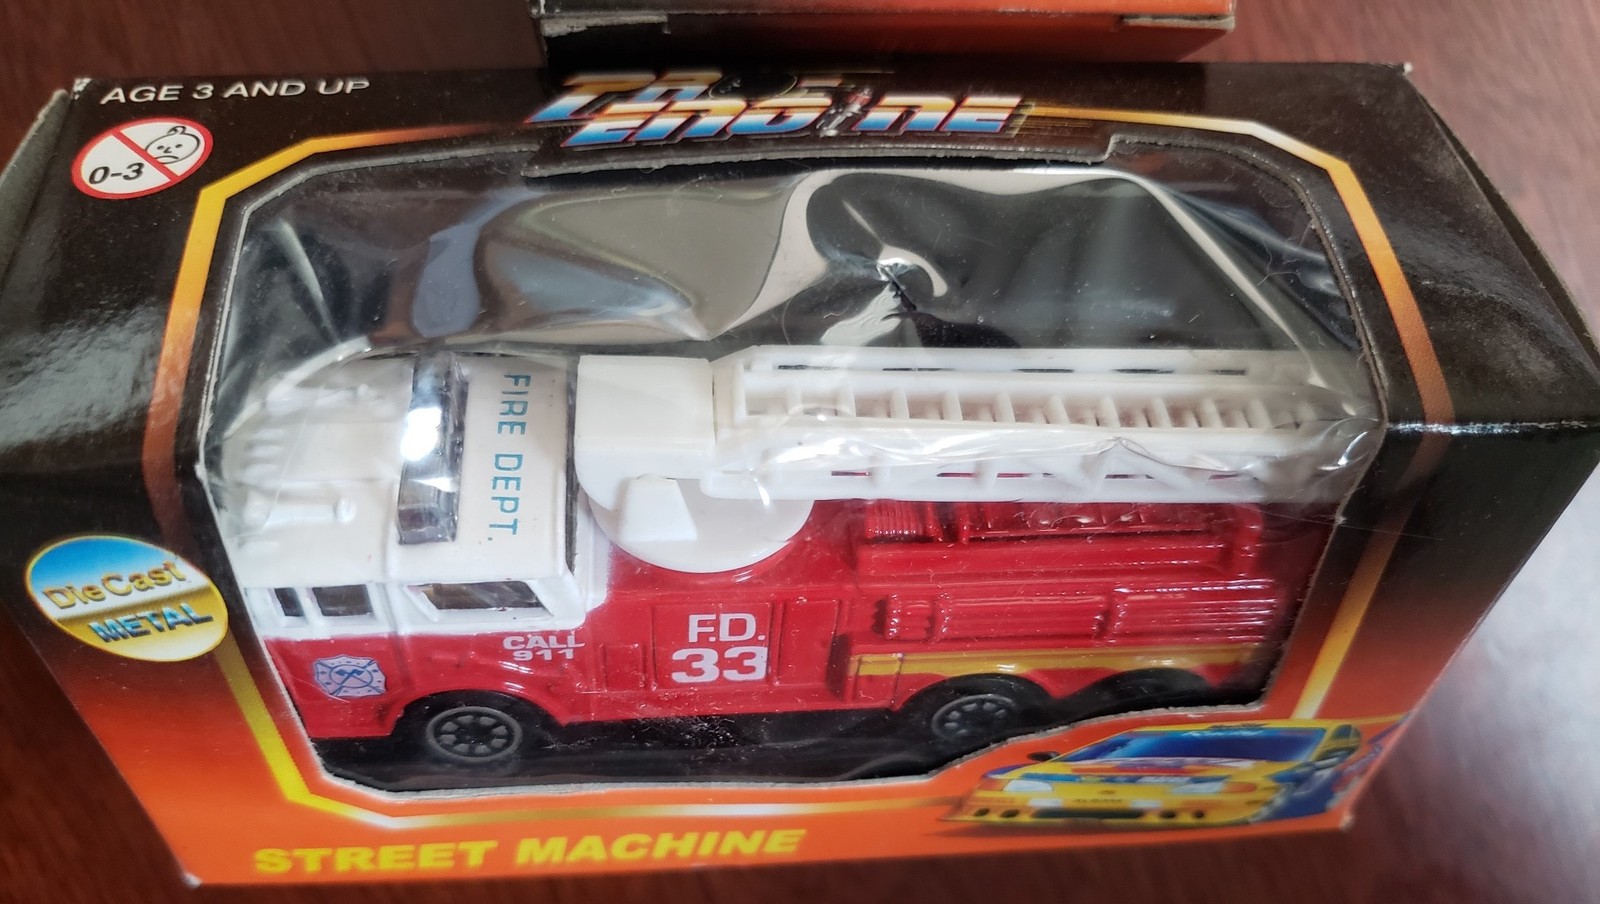 AGE 3 AND UP
0-3
ENGINE
FIRE DEPT.
DieCast
METAL
CALL
911
F.D.
33
STREET MACHINE